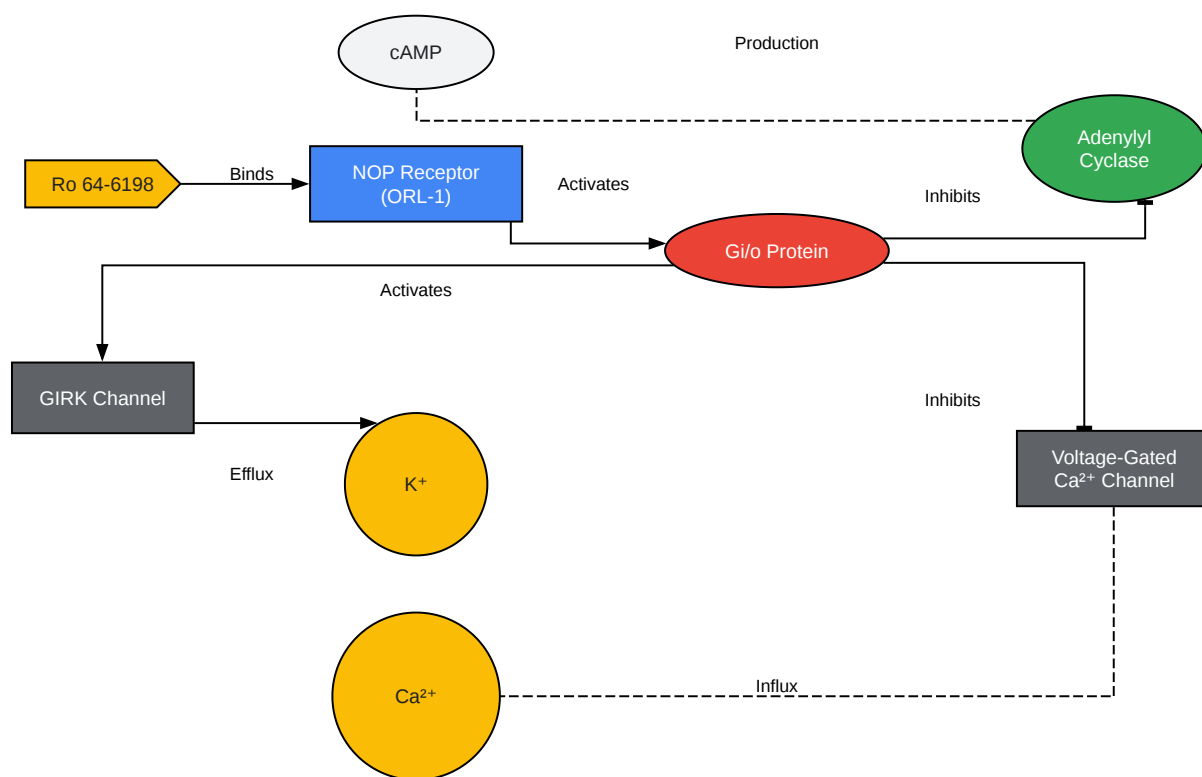 cAMP
Production
Adenylyl
Cyclase
Ro 64-6198
Binds
NOP Receptor
(ORL-1)
Activates
Inhibits
Gi/o Protein
Activates
GIRK Channel
Inhibits
Voltage-Gated
Ca²⁺ Channel
Efflux
K⁺
Ca²⁺
Influx